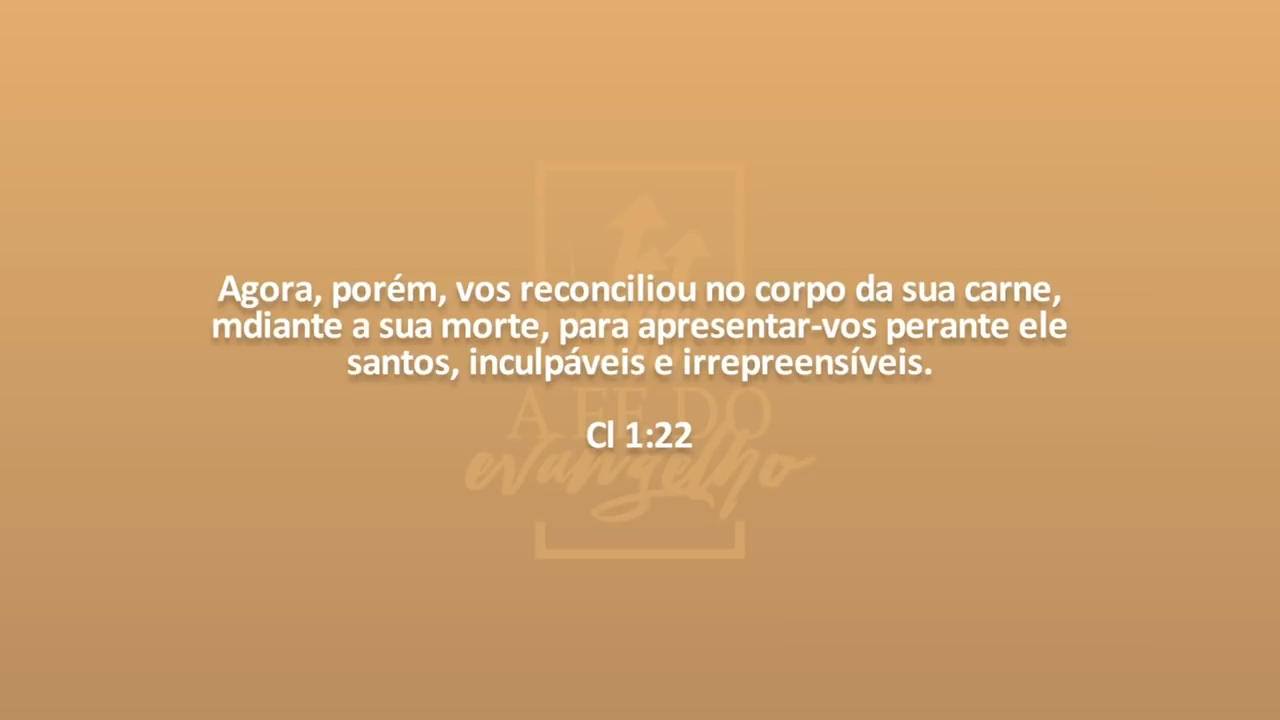 Agora, porém, vos reconciliou no corpo da sua carne,
mdiante a sua morte, para apresentar-vos perante ele
santos, inculpáveis e irrepreensíveis.
A FÉ DO
Cl 1:22
evangelho